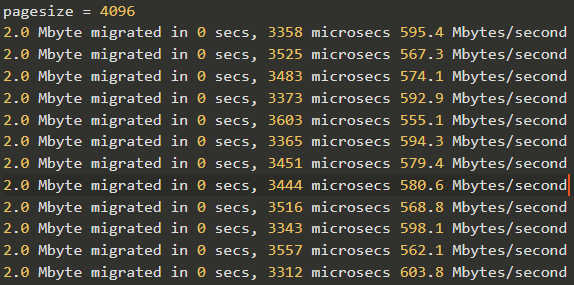 pagesize = 4096
2.0 Mbyte migrated in 0 secs, 3358 microsecs 595.4 Mbytes/second
2.0 Mbyte migrated in 0 secs, 3525 microsecs 567.3 Mbytes/second
2.0 Mbyte migrated in 0 secs, 3483 microsecs 574.1 Mbytes/second
2.0 Mbyte migrated in 0 secs, 3373 microsecs 592.9 Mbytes/second
2.0 Mbyte migrated in 0 secs, 3603 microsecs 555.1 Mbytes/second
2.0 Mbyte migrated in 0 secs, 3365 microsecs 594.3 Mbytes/second
2.0 Mbyte migrated in 0 secs, 3451 microsecs 579.4 Mbytes/second
2.0 Mbyte migrated in 0 secs, 3444 microsecs 580.6 Mbytes/second
2.0 Mbyte migrated in 0 secs, 3516 microsecs 568.8 Mbytes/second
2.0 Mbyte migrated in 0 secs, 3343 microsecs 598.1 Mbytes/second
2.0 Mbyte migrated in 0 secs, 3557 microsecs 562.1 Mbytes/second
2.0 Mbyte migrated in 0 secs, 3312 microsecs 603.8 Mbytes/second